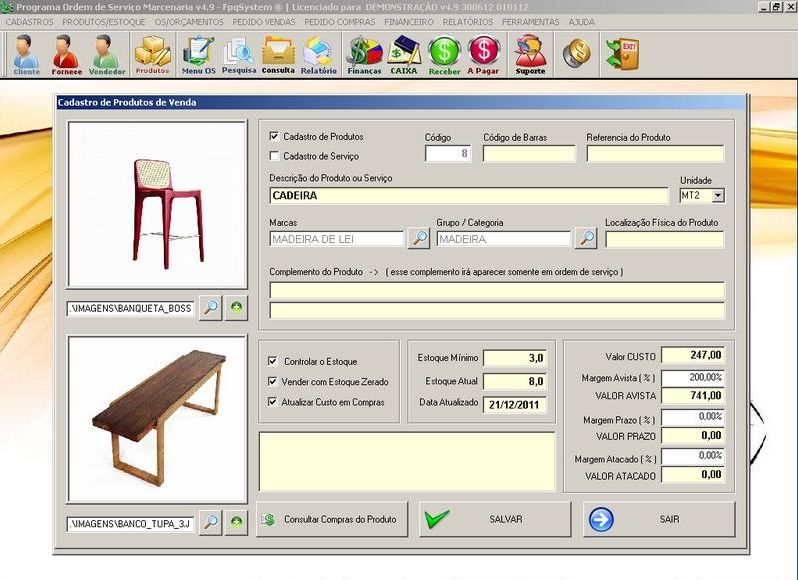 Programa Ordem de Serviço Marcenaria v4.9 - FpqSystem ® | Licenciado para DEMONSTRAÇÃO v4.9 300612 010112
CADASTROS PRODUTOS/ESTOQUE OS/ORÇAMENTOS PEDIDO VENDAS PEDIDO COMPRAS FINANCEIRO RELATÓRIOS FERRAMENTAS AJUDA
Cliente Fornece Vendedor Produtos Menu OS Pesquisa Consulta Relatório Finanças CAIXA Receber A Pagar Suporte EXIT
Cadastro de Produtos de Venda
Cadastro de Produtos
Cadastro de Serviço
Código
8
Código de Barras
Referencia do Produto
Descrição do Produto ou Serviço
CADEIRA
Unidade
MT2
Marcas
MADEIRA DE LEI
Grupo / Categoria
MADEIRA
Localização Física do Produto
Complemento do Produto -> ( esse complemento irá aparecer somente em ordem de serviço )
.\IMAGENS\BANQUETA_BOSS
Controlar o Estoque
Vender com Estoque Zerado
Atualizar Custo em Compras
Estoque Mínimo 3,0
Estoque Atual 8,0
Data Atualizado 21/12/2011
Valor CUSTO 247,00
Margem Avista ( % ) 200,00%
VALOR AVISTA 741,00
Margem Prazo ( % ) 0,00%
VALOR PRAZO 0,00
Margem Atacado ( % ) 0,00%
VALOR ATACADO 0,00
.\IMAGENS\BANCO_TUPA_3.J
Consultar Compras do Produto
SALVAR
SAIR